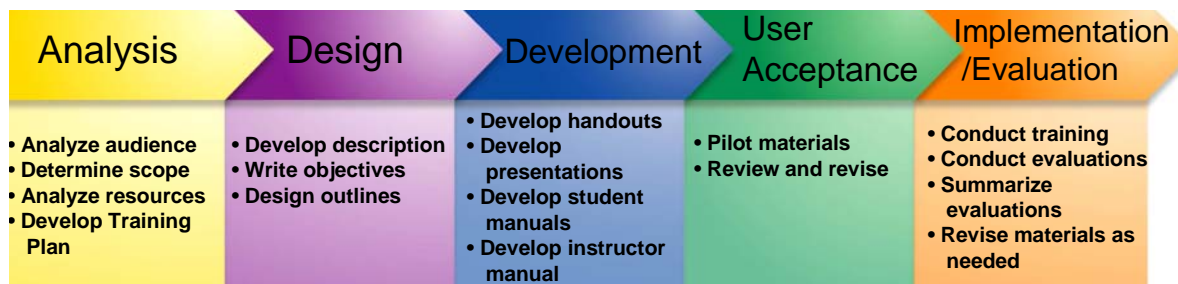 Analysis
Design
Development
User
Acceptance
Implementation
/Evaluation
• Analyze audience
• Determine scope
• Analyze resources
• Develop Training
Plan
• Develop description
• Write objectives
• Design outlines
• Develop handouts
• Develop
presentations
• Develop student
manuals
• Develop instructor
manual
• Pilot materials
• Review and revise
• Conduct training
• Conduct evaluations
• Summarize
evaluations
• Revise materials as
needed